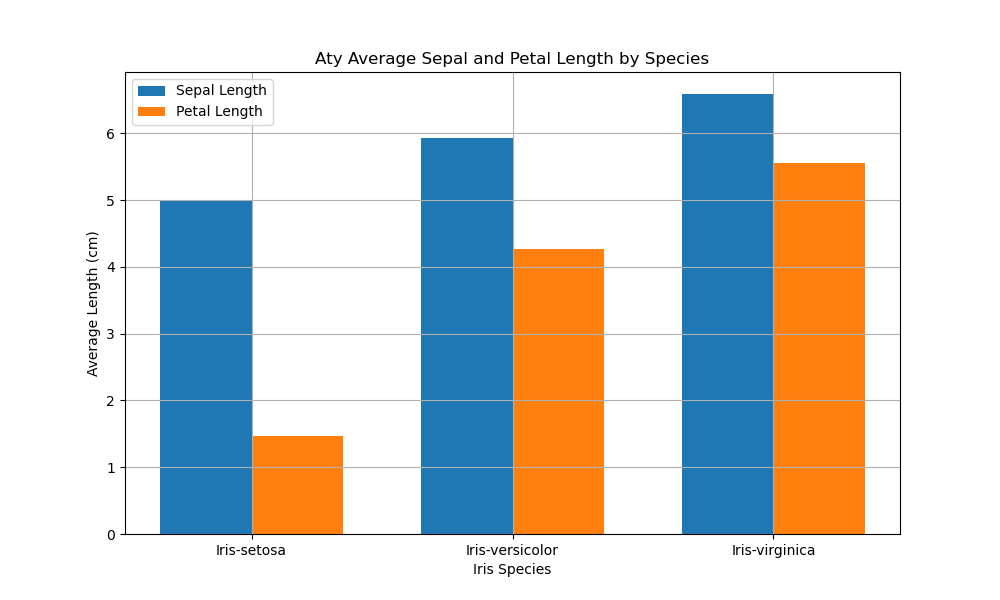 Aty Average Sepal and Petal Length by Species
Sepal Length
Petal Length
Average Length (cm)
6
5
4
3
2
1
0
Iris-setosa Iris-versicolor Iris-virginica
Iris Species